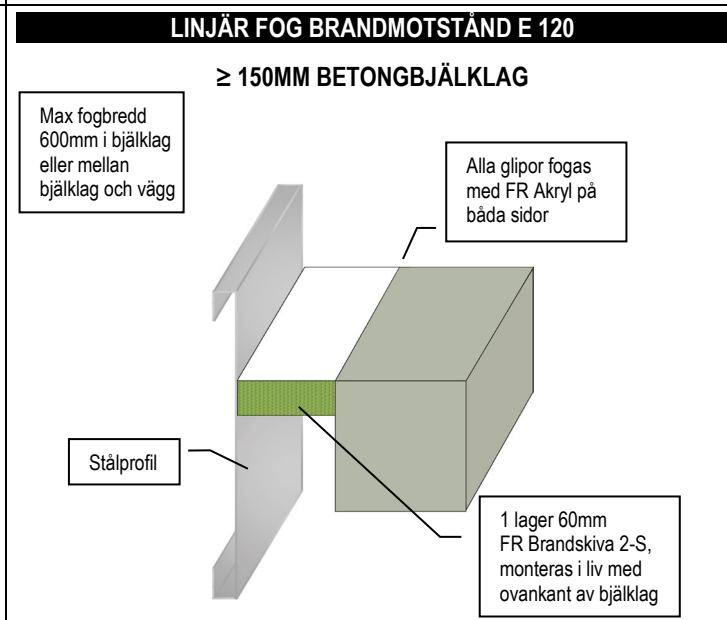 LINJÄR FOG BRANDMOTSTÅND E 120
≥ 150MM BETONGBJÄLKLAG
Max fogbredd
600mm i bjälklag
eller mellan
bjälklag och vägg
Alla glipor fogas
med FR Akryl på
båda sidor
Stålprofil
1 lager 60mm
FR Brandskiva 2-S,
monteras i liv med
ovankant av bjälklag